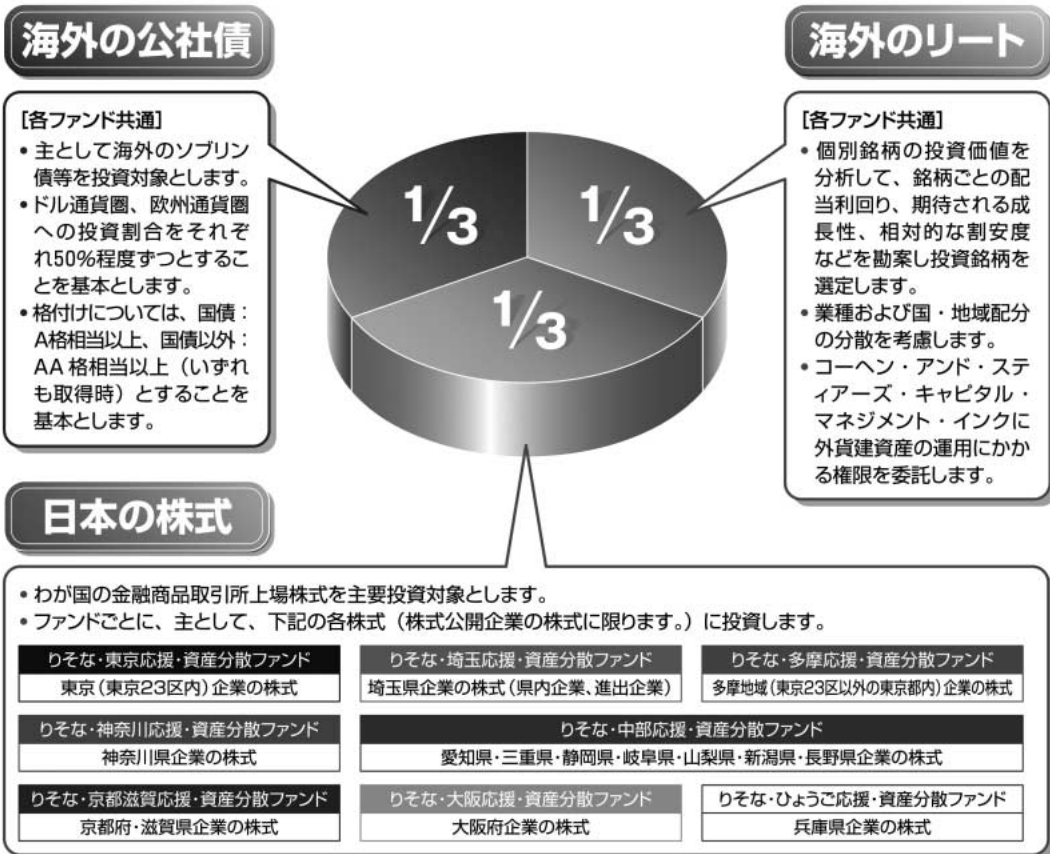 海外の公社債
[各ファンド共通]
• 主として海外のソブリン
債等を投資対象とします。
• ドル通貨圏、欧州通貨圏
への投資割合をそれぞ
れ50%程度ずつとするこ
とを基本とします。
• 格付けについては、国債：
A格相当以上、国債以外：
AA 格相当以上（いずれ
も取得時）とすることを
基本とします。
海外のリート
[各ファンド共通]
• 個別銘柄の投資価値を
分析して、銘柄ごとの配
当利回り、期待される成
長性、相対的な割安度
などを勘案し投資銘柄を
選定します。
• 業種および国・地域配分
の分散を考慮します。
• コーヘン・アンド・ステ
ィアーズ・キャピタル・
マネジメント・インクに
外貨建資産の運用にかか
る権限を委託します。
1/3
1/3
1/3
日本の株式
• わが国の金融商品取引所上場株式を主要投資対象とします。
• ファンドごとに、主として、下記の各株式（株式公開企業の株式に限ります。）に投資します。
りそな・東京応援・資産分散ファンド
東京（東京23区内）企業の株式
りそな・埼玉応援・資産分散ファンド
埼玉県企業の株式（県内企業、進出企業）
りそな・多摩応援・資産分散ファンド
多摩地域（東京23区以外の東京都内）企業の株式
りそな・神奈川応援・資産分散ファンド
神奈川県企業の株式
りそな・中部応援・資産分散ファンド
愛知県・三重県・静岡県・岐阜県・山梨県・新潟県・長野県企業の株式
りそな・京都滋賀応援・資産分散ファンド
京都府・滋賀県企業の株式
りそな・大阪応援・資産分散ファンド
大阪府企業の株式
りそな・ひょうご応援・資産分散ファンド
兵庫県企業の株式